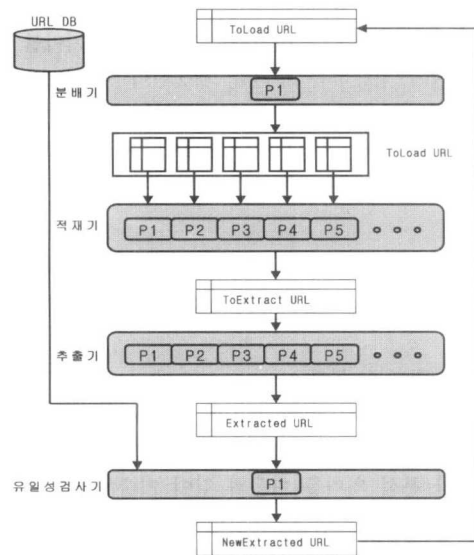 URL DB
ToLoad URL
분배기
P1
ToLoad URL
적재기
P1 P2 P3 P4 P5
ToExtract URL
추출기
P1 P2 P3 P4 P5
Extracted URL
유일성검사기
P1
NewExtracted URL